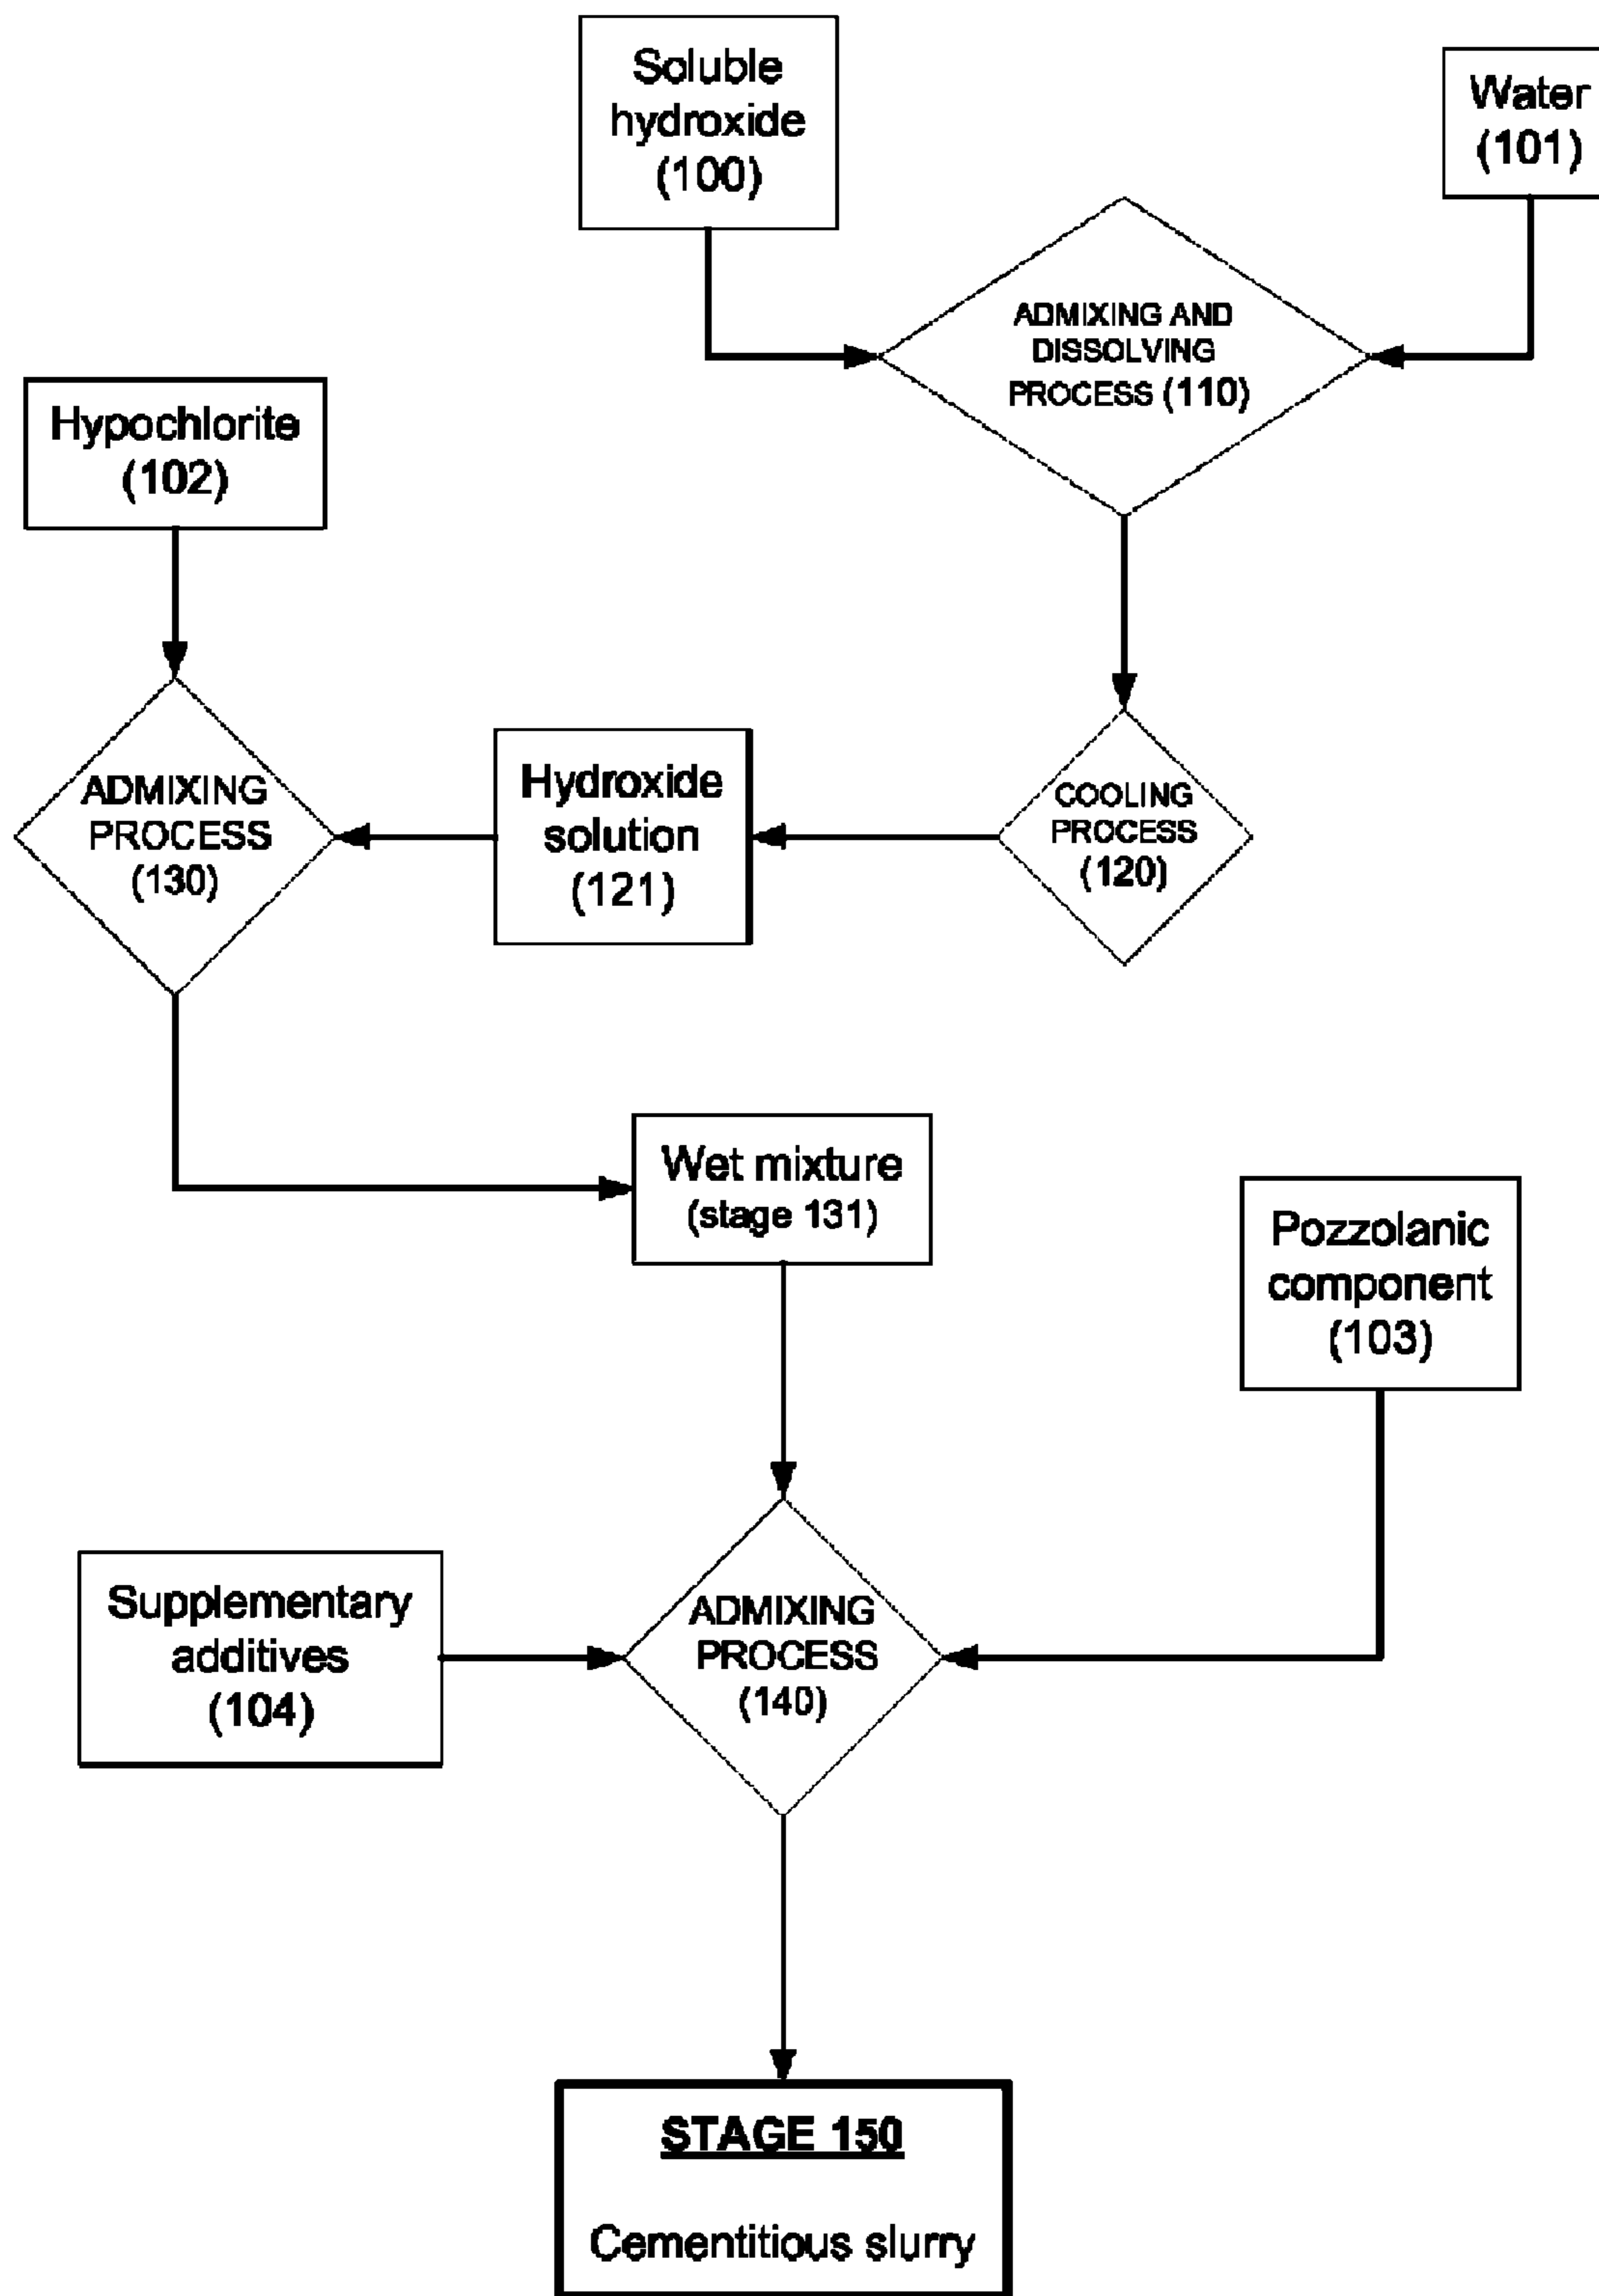 Soluble
hydroxide
(100)
Water
(101)
ADMIXING AND
DISSOLVING
PROCESS (110)
Hypochlorite
(102)
ADMIXING
PROCESS
(130)
Hydroxide
solution
(121)
COOLING
PROCESS
(120)
Wet mixture
(stage 131)
Pozzolanic
component
(103)
Supplementary
additives
(104)
ADMIXING
PROCESS
(140)
STAGE 150
Cementitious slurry